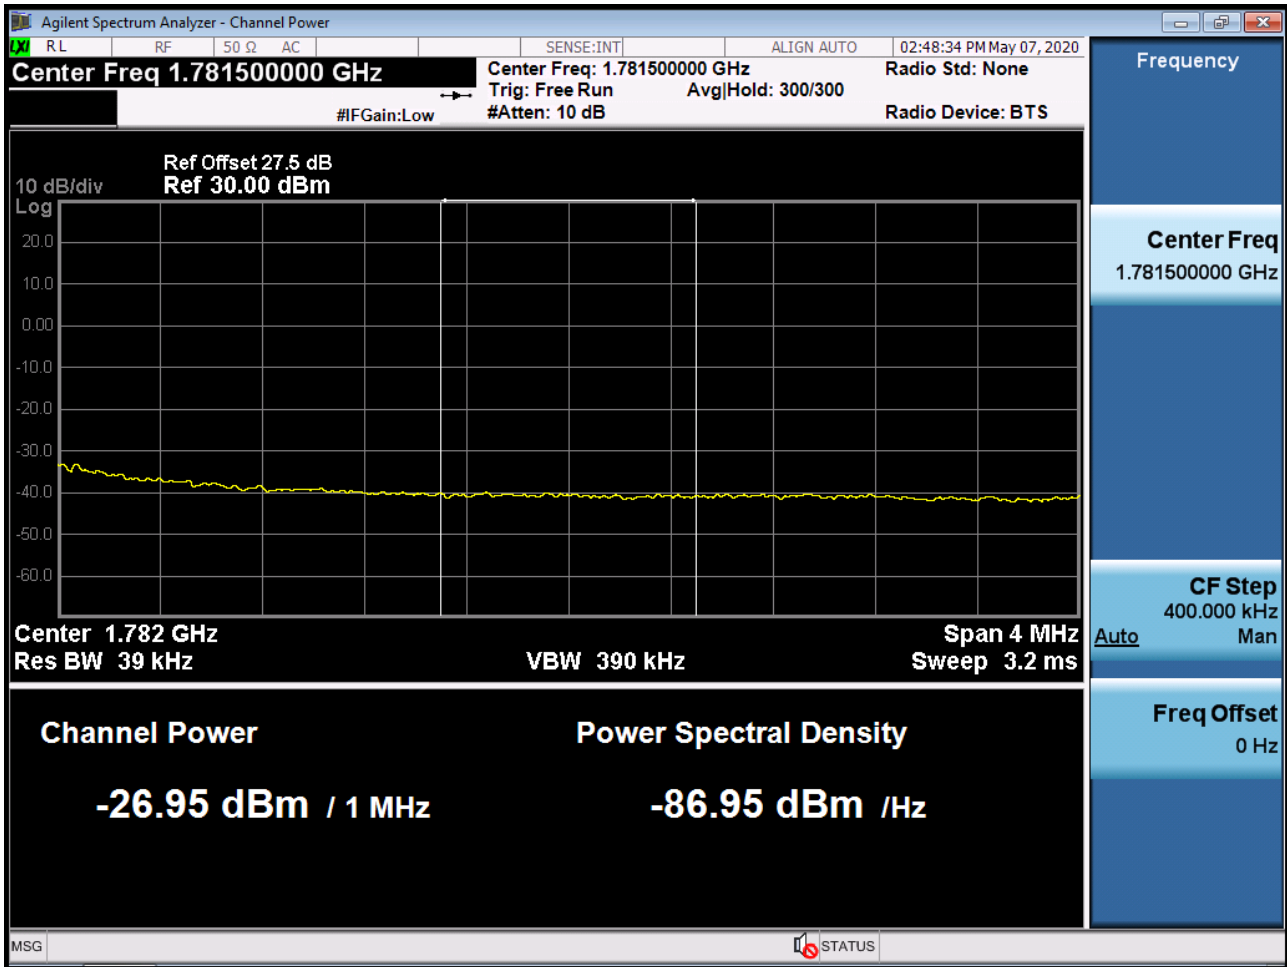 Agilent Spectrum Analyzer - Channel Power
LXI RL RF 50 Ω AC SENSE:INT ALIGN AUTO 02:48:34 PM May 07, 2020
Center Freq 1.781500000 GHz
Center Freq: 1.781500000 GHz
Radio Std: None
Trig: Free Run
Avg|Hold: 300/300
#IFGain:Low
#Atten: 10 dB
Radio Device: BTS
Ref Offset 27.5 dB
10 dB/div
Ref 30.00 dBm
Log
20.0
10.0
0.00
-10.0
-20.0
-30.0
-40.0
-50.0
-60.0
Center 1.782 GHz
Span 4 MHz
Res BW 39 kHz
VBW 390 kHz
Sweep 3.2 ms
Channel Power
Power Spectral Density
-26.95 dBm / 1 MHz
-86.95 dBm /Hz
Frequency
Center Freq
1.781500000 GHz
CF Step
400.000 kHz
Auto Man
Freq Offset
0 Hz
MSG
STATUS